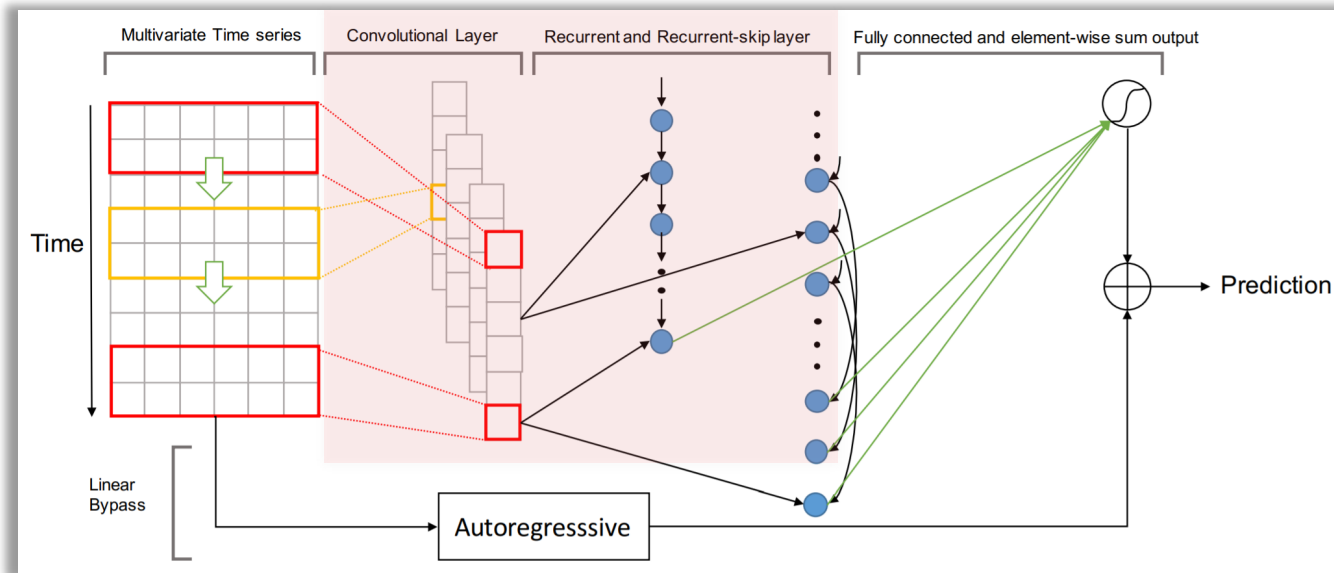 Multivariate Time series
Convolutional Layer
Recurrent and Recurrent-skip layer
Fully connected and element-wise sum output
Time
Prediction
Linear
Bypass
Autoregresssive